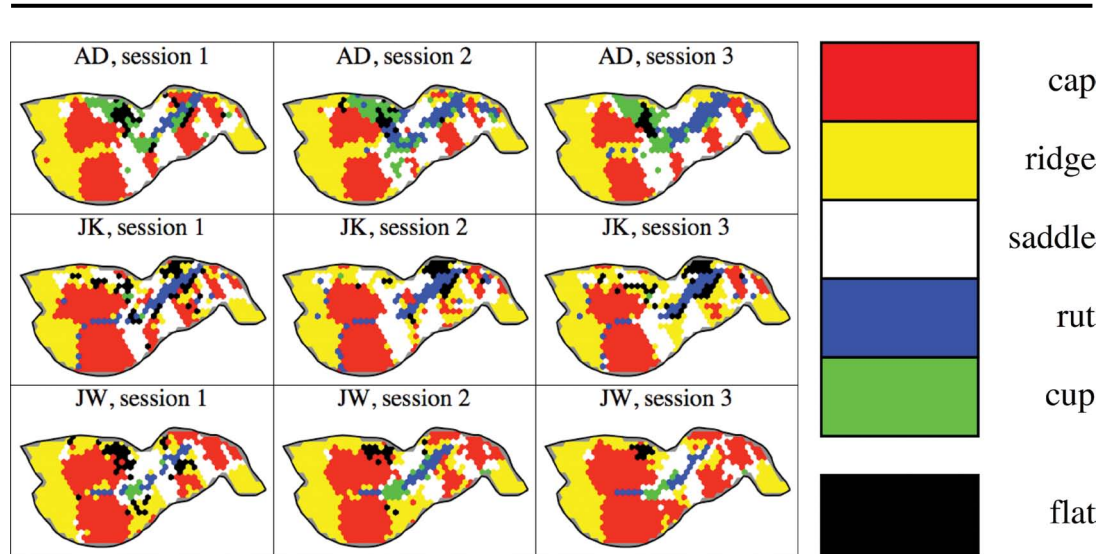 AD, session 1
AD, session 2
AD, session 3
JK, session 1
JK, session 2
JK, session 3
JW, session 1
JW, session 2
JW, session 3
cap
ridge
saddle
rut
cup
flat